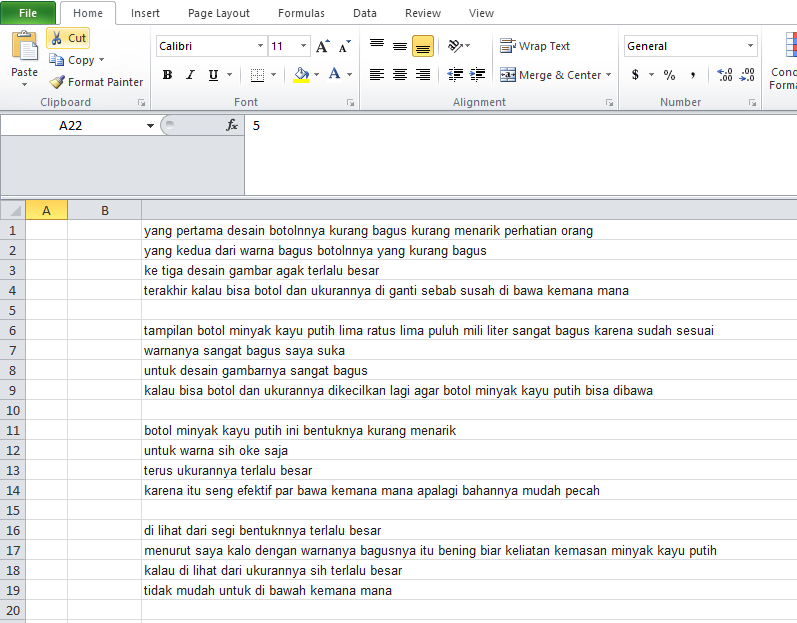 File Home Insert Page Layout Formulas Data Review View
Cut
Copy
Format Painter
Paste
Clipboard
Calibri 11
B I U
Font
Wrap Text
Merge & Center
Alignment
General
$ % ,
Number
Cond
Forma
A22 fx 5
A B
1 yang pertama desain botolnnya kurang bagus kurang menarik perhatian orang
2 yang kedua dari warna bagus botolnnya yang kurang bagus
3 ke tiga desain gambar agak terlalu besar
4 terakhir kalau bisa botol dan ukurannya di ganti sebab susah di bawa kemana mana
5
6 tampilan botol minyak kayu putih lima ratus lima puluh mili liter sangat bagus karena sudah sesuai
7 warnanya sangat bagus saya suka
8 untuk desain gambarnya sangat bagus
9 kalau bisa botol dan ukurannya dikecilkan lagi agar botol minyak kayu putih bisa dibawa
10
11 botol minyak kayu putih ini bentuknya kurang menarik
12 untuk warna sih oke saja
13 terus ukurannya terlalu besar
14 karena itu seng efektif par bawa kemana mana apalagi bahannya mudah pecah
15
16 di lihat dari segi bentuknnya terlalu besar
17 menurut saya kalo dengan warnanya bagusnya itu bening biar keliatan kemasan minyak kayu putih
18 kalau di lihat dari ukurannya sih terlalu besar
19 tidak mudah untuk di bawah kemana mana
20